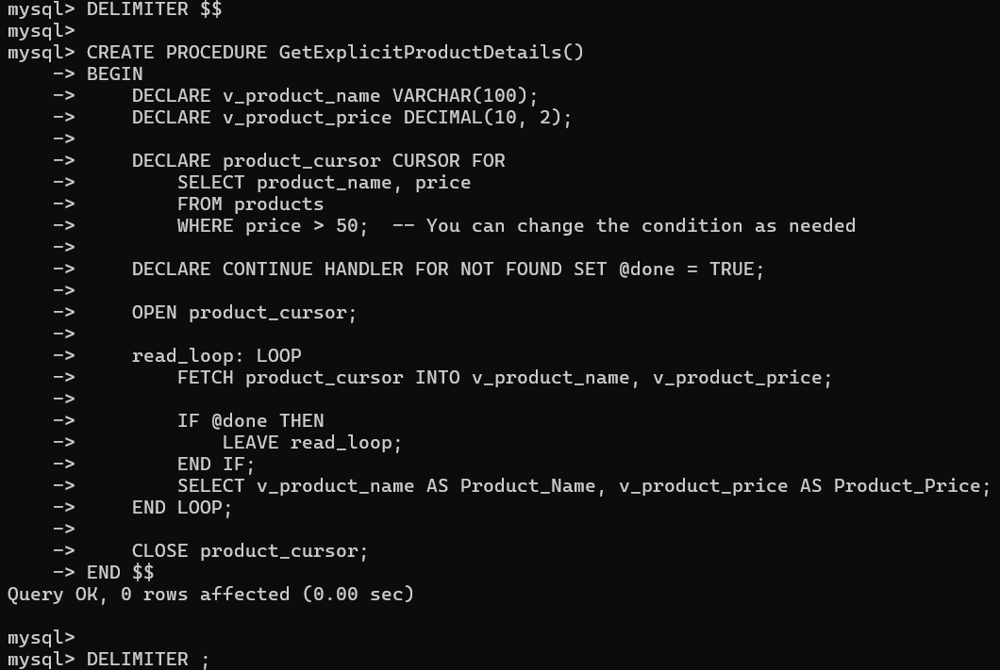 mysql> DELIMITER $$
mysql>
mysql> CREATE PROCEDURE GetExplicitProductDetails()
    -> BEGIN
    ->     DECLARE v_product_name VARCHAR(100);
    ->     DECLARE v_product_price DECIMAL(10, 2);
    ->
    ->     DECLARE product_cursor CURSOR FOR
    ->         SELECT product_name, price
    ->         FROM products
    ->         WHERE price > 50;  -- You can change the condition as needed
    ->
    ->     DECLARE CONTINUE HANDLER FOR NOT FOUND SET @done = TRUE;
    ->
    ->     OPEN product_cursor;
    ->
    ->     read_loop: LOOP
    ->         FETCH product_cursor INTO v_product_name, v_product_price;
    ->
    ->         IF @done THEN
    ->             LEAVE read_loop;
    ->         END IF;
    ->         SELECT v_product_name AS Product_Name, v_product_price AS Product_Price;
    ->     END LOOP;
    ->
    ->     CLOSE product_cursor;
    -> END $$
Query OK, 0 rows affected (0.00 sec)

mysql>
mysql> DELIMITER ;